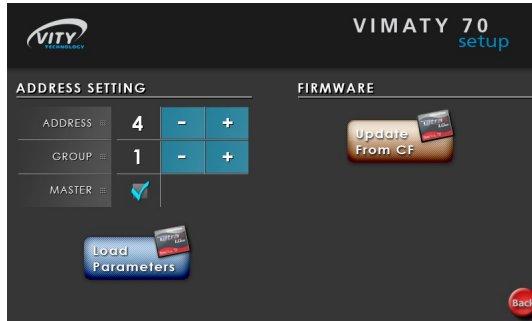 VITY
TECHNOLOGY
VIMATY 70
setup
ADDRESS SETTING
FIRMWARE
ADDRESS
4
-
+
GROUP
1
-
+
MASTER
Update
From CF
Load
Parameters
Back